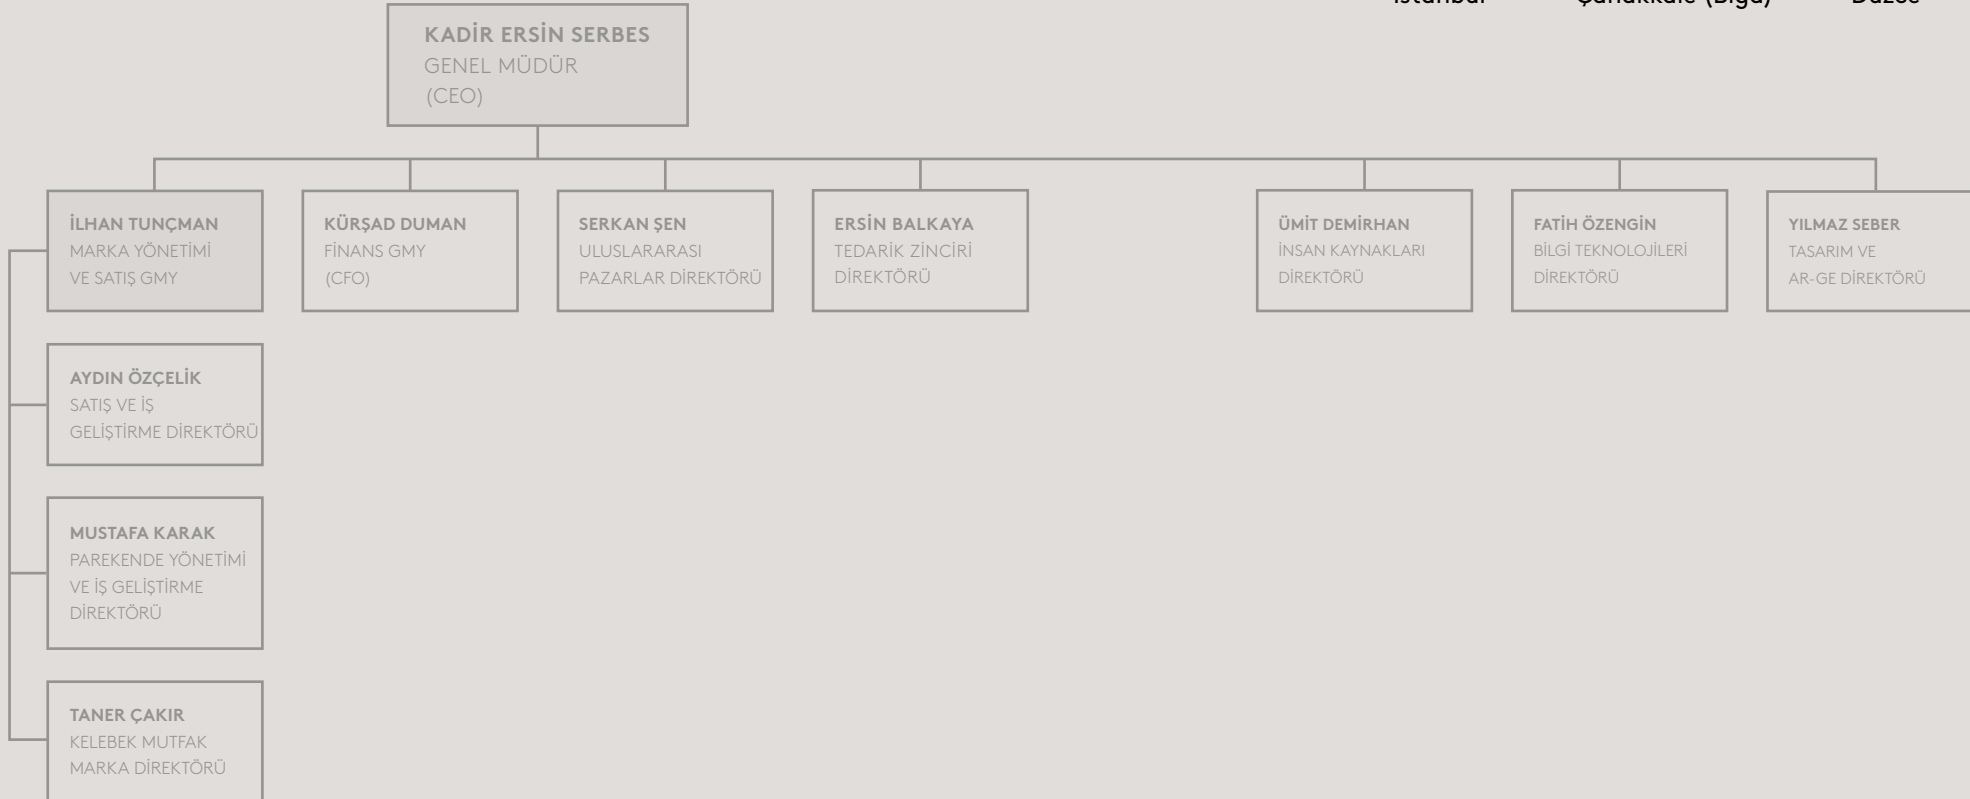 İstanbul Çanakkale (Biga) Düzce
KADİR ERSİN SERBES
GENEL MÜDÜR
(CEO)
İLHAN TUNÇMAN
MARKA YÖNETİMİ
VE SATIŞ GMY
KÜRŞAD DUMAN
FİNANS GMY
(CFO)
SERKAN ŞEN
ULUSLARARASI
PAZARLAR DİREKTÖRÜ
ERSİN BALKAYA
TEDARİK ZİNCİRİ
DİREKTÖRÜ
ÜMİT DEMİRHAN
İNSAN KAYNAKLARI
DİREKTÖRÜ
FATİH ÖZENGİN
BİLGİ TEKNOLOJİLERİ
DİREKTÖRÜ
YILMAZ SEBER
TASARIM VE
AR-GE DİREKTÖRÜ
AYDIN ÖZÇELİK
SATIŞ VE İŞ
GELİŞTİRME DİREKTÖRÜ
MUSTAFA KARAK
PAREKENDE YÖNETİMİ
VE İŞ GELİŞTİRME
DİREKTÖRÜ
TANER ÇAKIR
KELEBEK MUTFAK
MARKA DİREKTÖRÜ